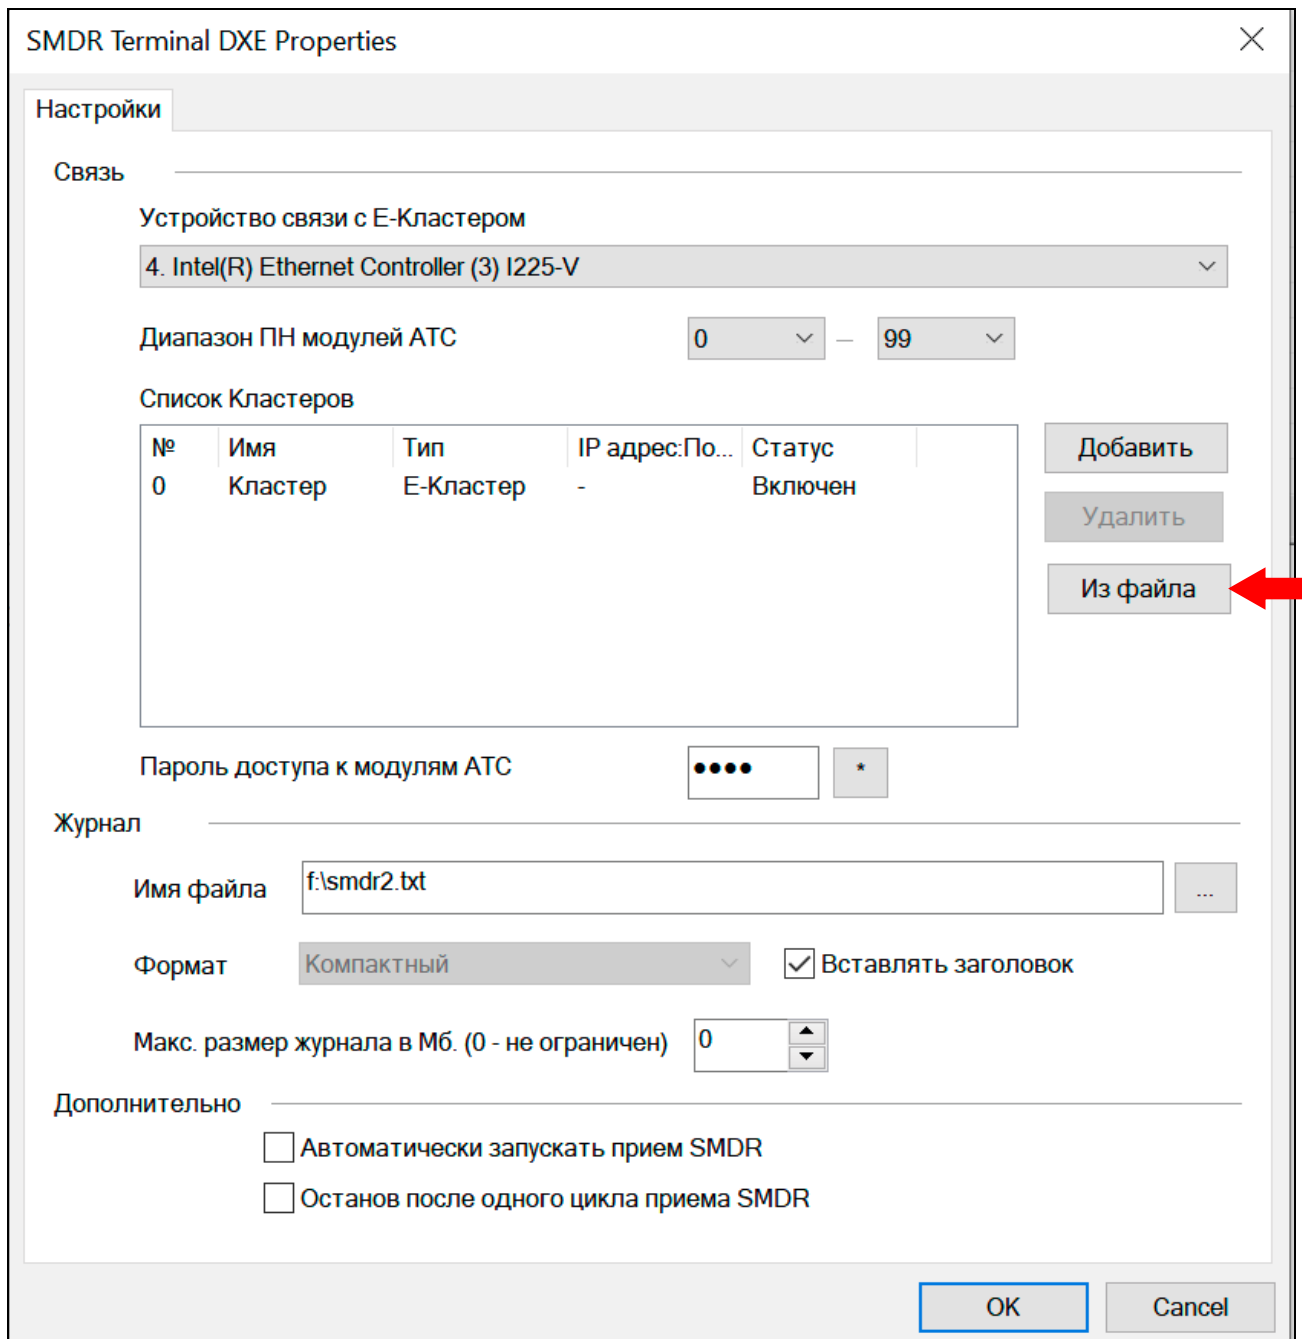 SMDR Terminal DXE Properties
Настройки
Связь
Устройство связи с Е-Кластером
4. Intel(R) Ethernet Controller (3) I225-V
Диапазон ПН модулей АТС 0 – 99
Список Кластеров
№ Имя Тип IP адрес:По... Статус
0 Кластер Е-Кластер - Включен
Добавить
Удалить
Из файла
Пароль доступа к модулям АТС •••• *
Журнал
Имя файла f:\smdr2.txt ...
Формат Компактный Вставлять заголовок
Макс. размер журнала в Мб. (0 - не ограничен) 0
Дополнительно
Автоматически запускать прием SMDR
Останов после одного цикла приема SMDR
OK Cancel